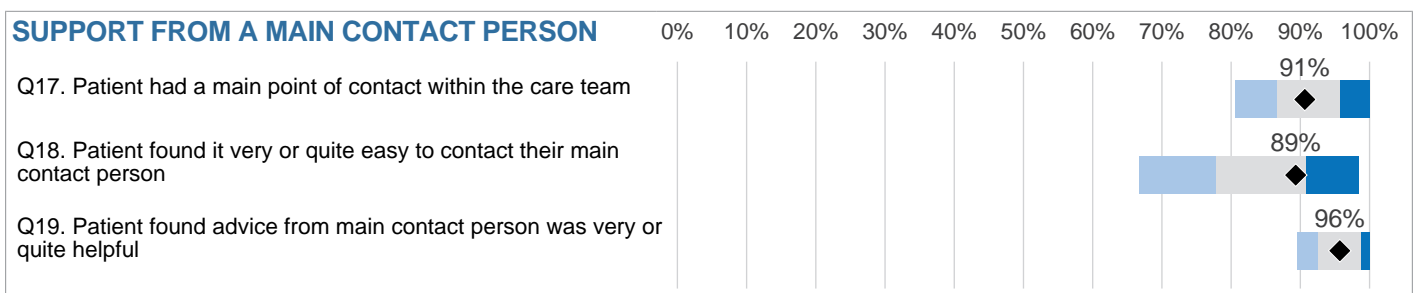 SUPPORT FROM A MAIN CONTACT PERSON 0% 10% 20% 30% 40% 50% 60% 70% 80% 90% 100%
91%
Q17. Patient had a main point of contact within the care team
89%
Q18. Patient found it very or quite easy to contact their main
contact person
96%
Q19. Patient found advice from main contact person was very or
quite helpful